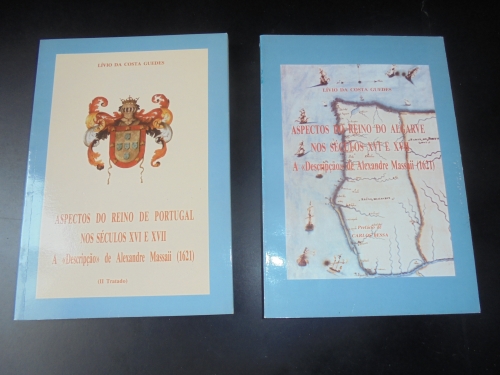 LÍVIO DA COSTA GUEDES
ASPECTOS DO REINO DE PORTUGAL
NOS SÉCULOS XVI E XVII
A «Descripção» de Alexandre Massaii (1621)
(II Tratado)
LÍVIO DA COSTA GUEDES
ASPECTOS DO REINO DO ALGARVE
NOS SÉCULOS XVI E XVII
A «Descripção» de Alexandre Massaii (1621)